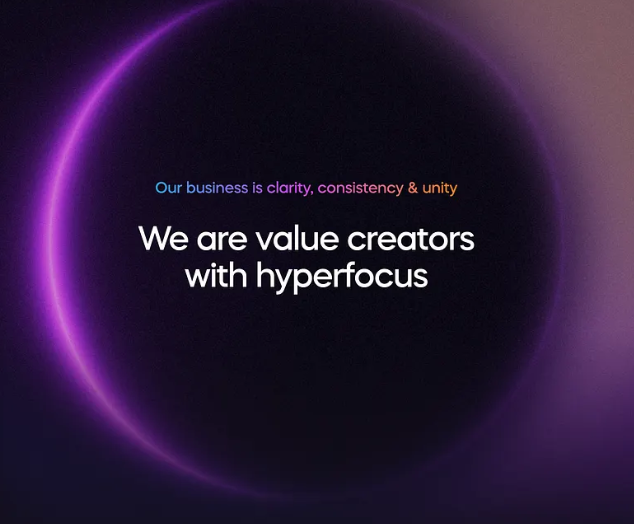 Our business is clarity, consistency & unity
We are value creators
with hyperfocus